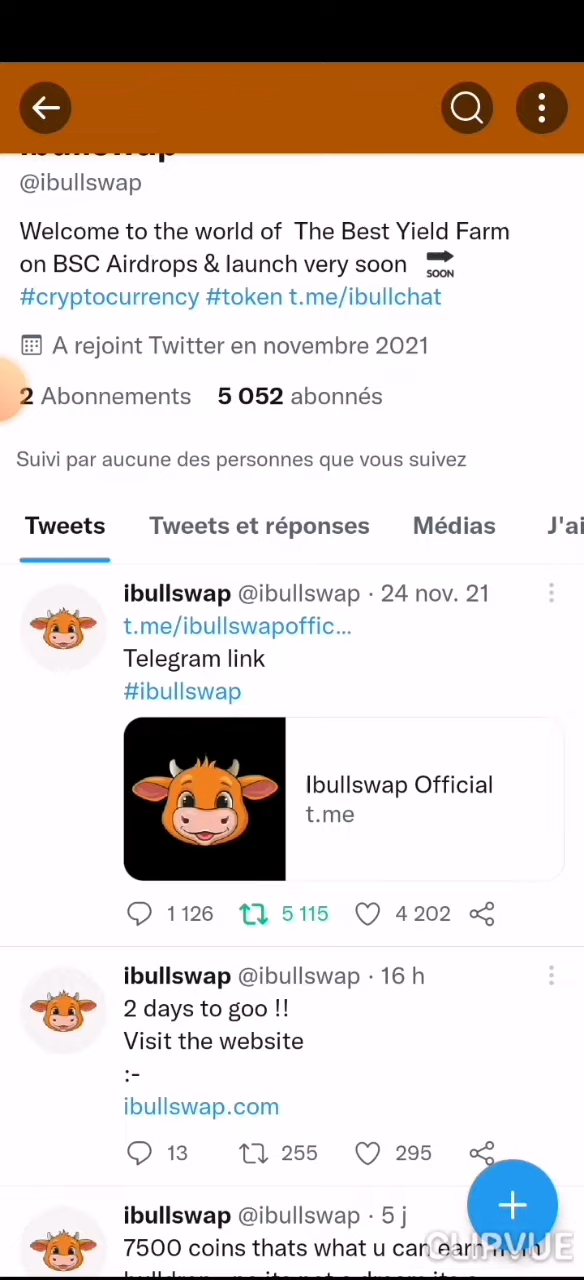 @ibullswap
Welcome to the world of The Best Yield Farm
on BSC Airdrops & launch very soon SOON
#cryptocurrency #token t.me/ibullchat
A rejoint Twitter en novembre 2021
2 Abonnements 5 052 abonnés
Suivi par aucune des personnes que vous suivez
Tweets Tweets et réponses Médias J'ai
ibullswap @ibullswap · 24 nov. 21
t.me/ibullswapoffic...
Telegram link
#ibullswap
Ibullswap Official
t.me
1 126 5 115 4 202
ibullswap @ibullswap · 16 h
2 days to goo !!
Visit the website
:-
ibullswap.com
13 255 295
ibullswap @ibullswap · 5 j
7500 coins thats what u can earn
CLIPVUE